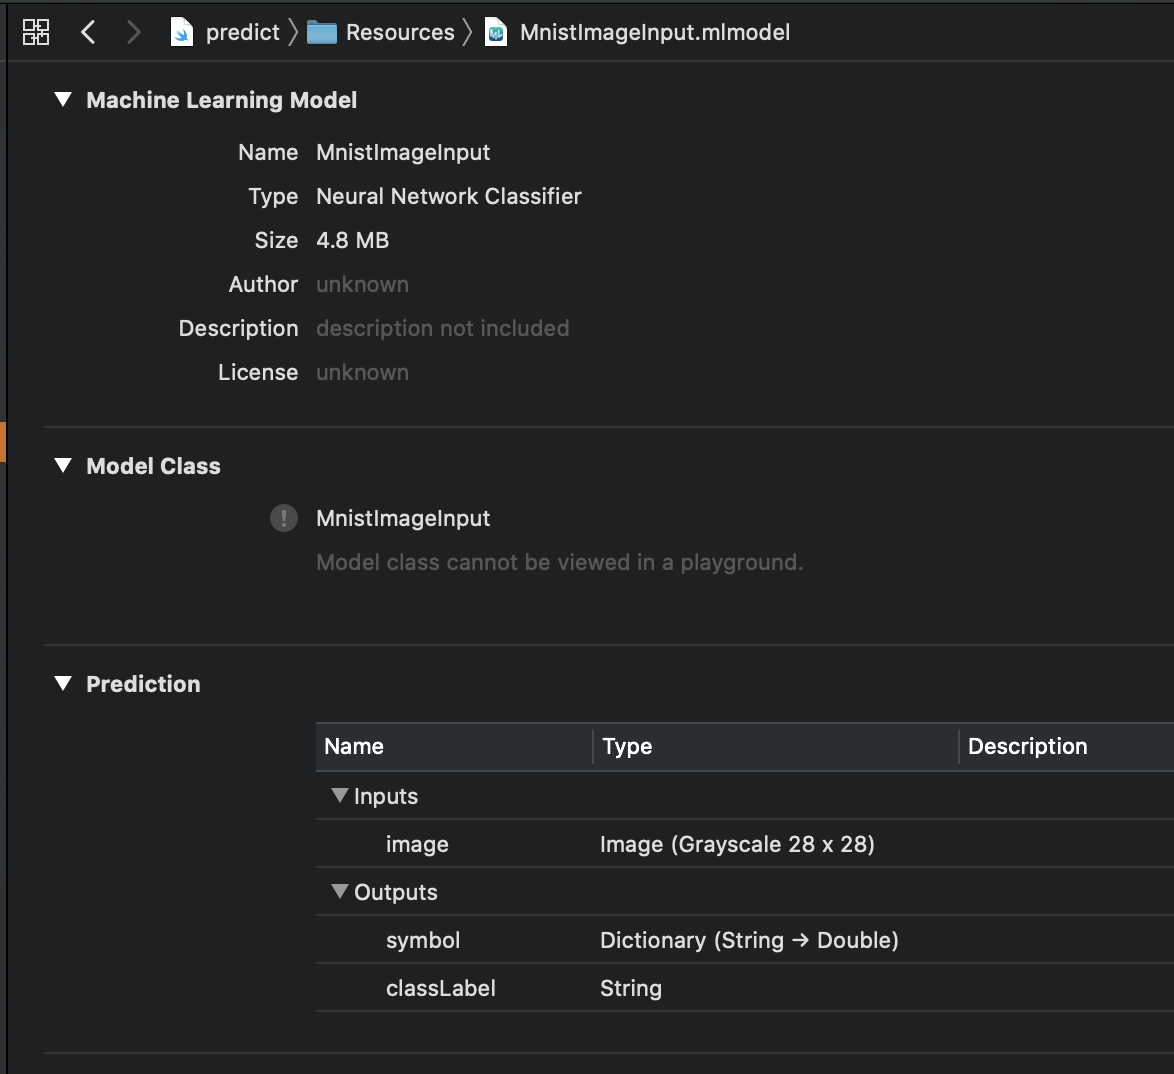 predict Resources MnistImageInput.mlmodel
Machine Learning Model
Name MnistImageInput
Type Neural Network Classifier
Size 4.8 MB
Author unknown
Description description not included
License unknown
Model Class
! MnistImageInput
Model class cannot be viewed in a playground.
Prediction
Name Type Description
Inputs
image Image (Grayscale 28 x 28)
Outputs
symbol Dictionary (String → Double)
classLabel String